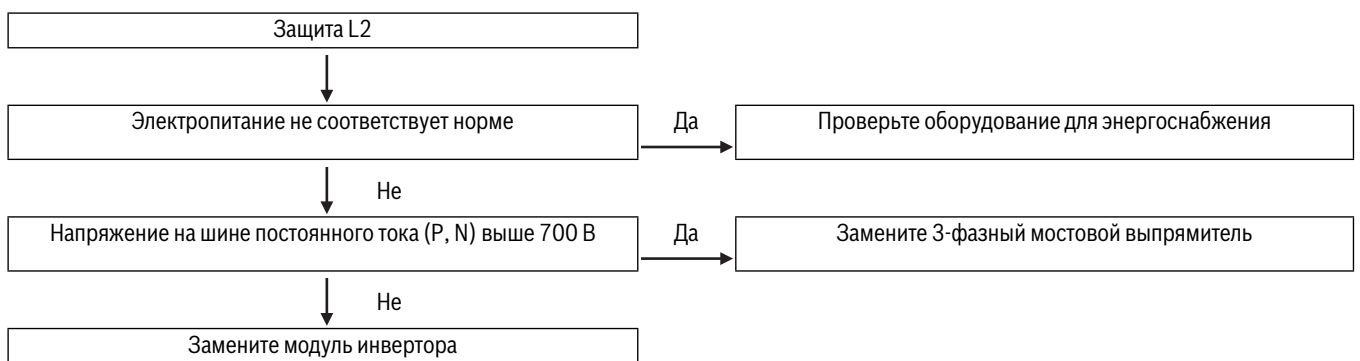 Защита L2
Электропитание не соответствует норме
Да
Проверьте оборудование для энергоснабжения
Не
Напряжение на шине постоянного тока (P, N) выше 700 В
Да
Замените 3-фазный мостовой выпрямитель
Не
Замените модуль инвертора